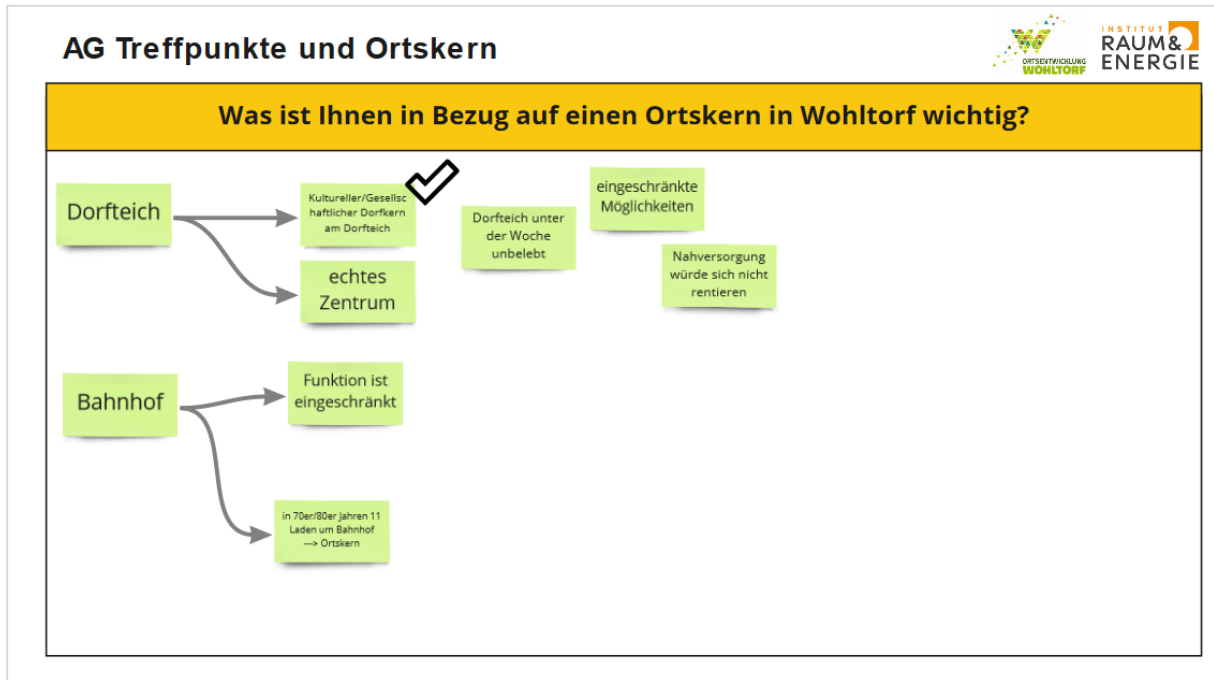 AG Treffpunkte und Ortskern
ORTSENTWICKLUNG
WOHLTORF
INSTITUT
RAUM&
ENERGIE
Was ist Ihnen in Bezug auf einen Ortskern in Wohltorf wichtig?
Dorfteich
Kultureller/Gesellsc
haftlicher Dorfkern
am Dorfteich
echtes
Zentrum
Dorfteich unter
der Woche
unbelebt
eingeschränkte
Möglichkeiten
Nahversorgung
würde sich nicht
rentieren
Bahnhof
Funktion ist
eingeschränkt
in 70er/80er Jahren 11
Laden um Bahnhof
—> Ortskern